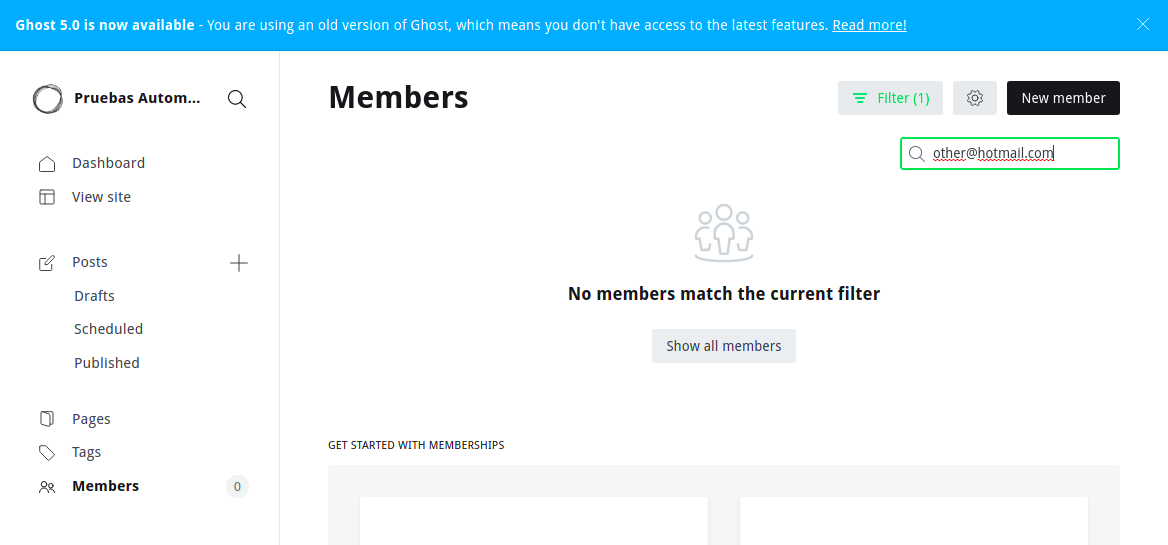 Ghost 5.0 is now available - You are using an old version of Ghost, which means you don't have access to the latest features. Read more!
Pruebas Autom...
Dashboard
View site
Posts
Drafts
Scheduled
Published
Pages
Tags
Members
0
Members
Filter (1)
New member
other@hotmail.com
No members match the current filter
Show all members
GET STARTED WITH MEMBERSHIPS